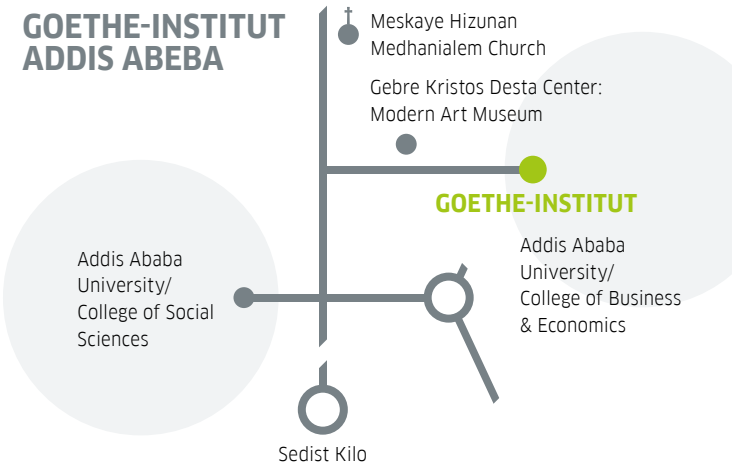 GOETHE-INSTITUT
ADDIS ABEBA
Meskaye Hizunan
Medhanialem Church
Gebre Kristos Desta Center:
Modern Art Museum
GOETHE-INSTITUT
Addis Ababa
University/
College of Social
Sciences
Addis Ababa
University/
College of Business
& Economics
Sedist Kilo